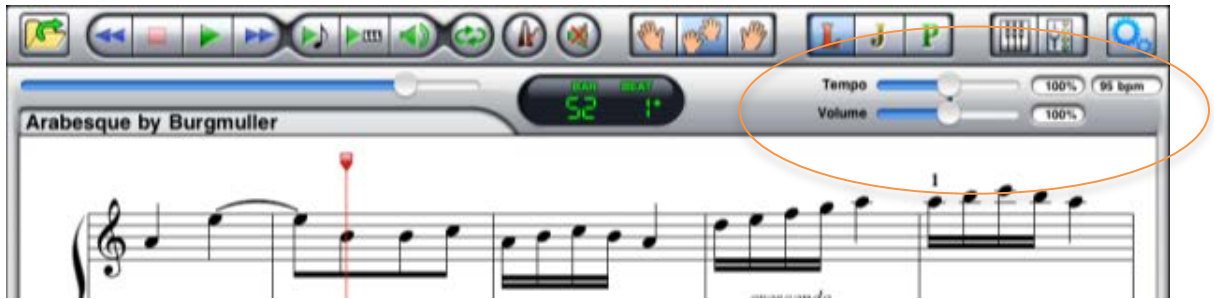 L J P
BAR BEAT
52 1
Tempo 100% 95 bpm
Volume 100%
Arabesque by Burgmuller
1